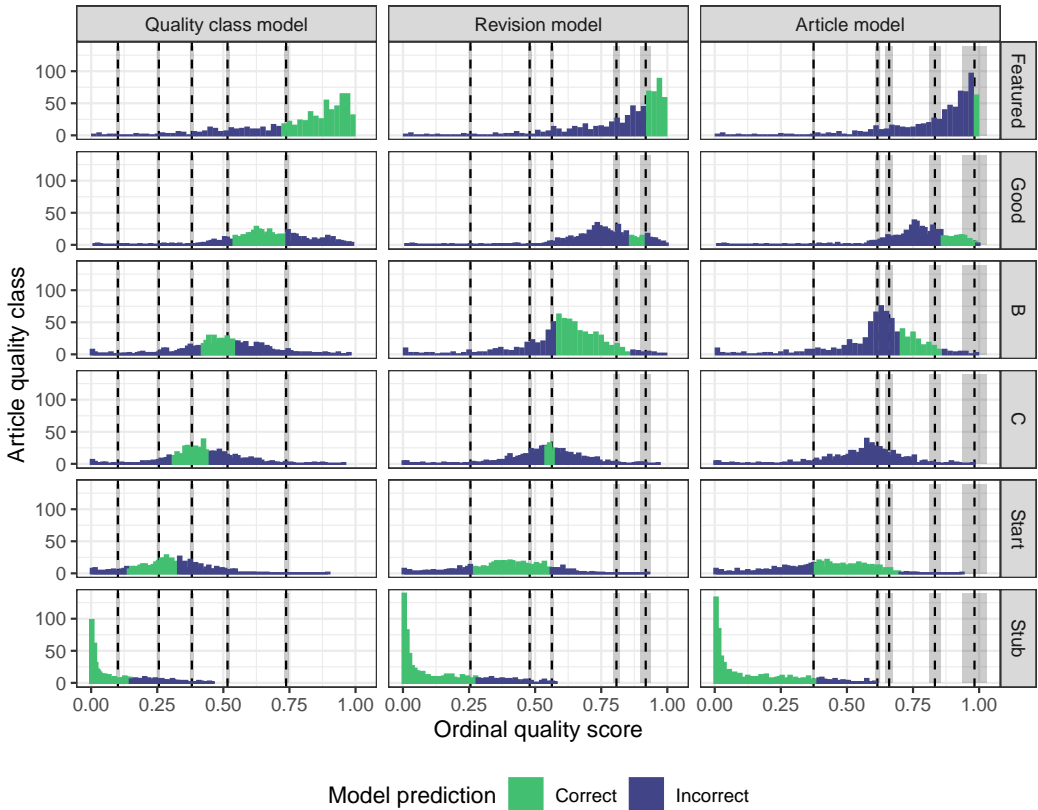 Quality class model
Revision model
Article model
Article quality class
100
50
0
Featured
100
50
0
Good
100
50
0
B
100
50
0
C
100
50
0
Start
100
50
0
Stub
0.00 0.25 0.50 0.75 1.00 0.00 0.25 0.50 0.75 1.00 0.00 0.25 0.50 0.75 1.00
Ordinal quality score
Model prediction Correct Incorrect